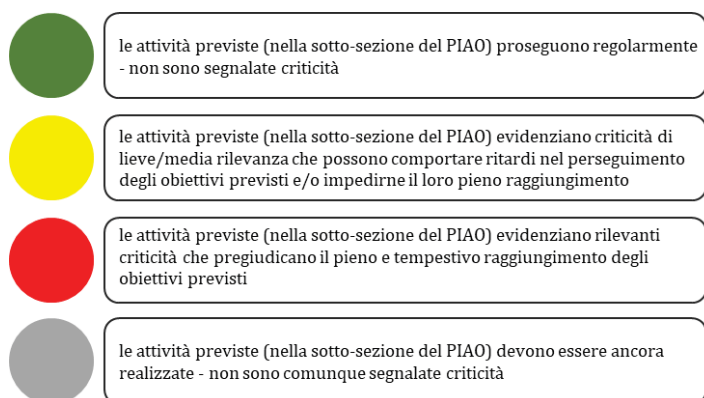 le attività previste (nella sotto-sezione del PIAO) proseguono regolarmente
- non sono segnalate criticità
le attività previste (nella sotto-sezione del PIAO) evidenziano criticità di
lieve/media rilevanza che possono comportare ritardi nel perseguimento
degli obiettivi previsti e/o impedirne il loro pieno raggiungimento
le attività previste (nella sotto-sezione del PIAO) evidenziano rilevanti
criticità che pregiudicano il pieno e tempestivo raggiungimento degli
obiettivi previsti
le attività previste (nella sotto-sezione del PIAO) devono essere ancora
realizzate - non sono comunque segnalate criticità